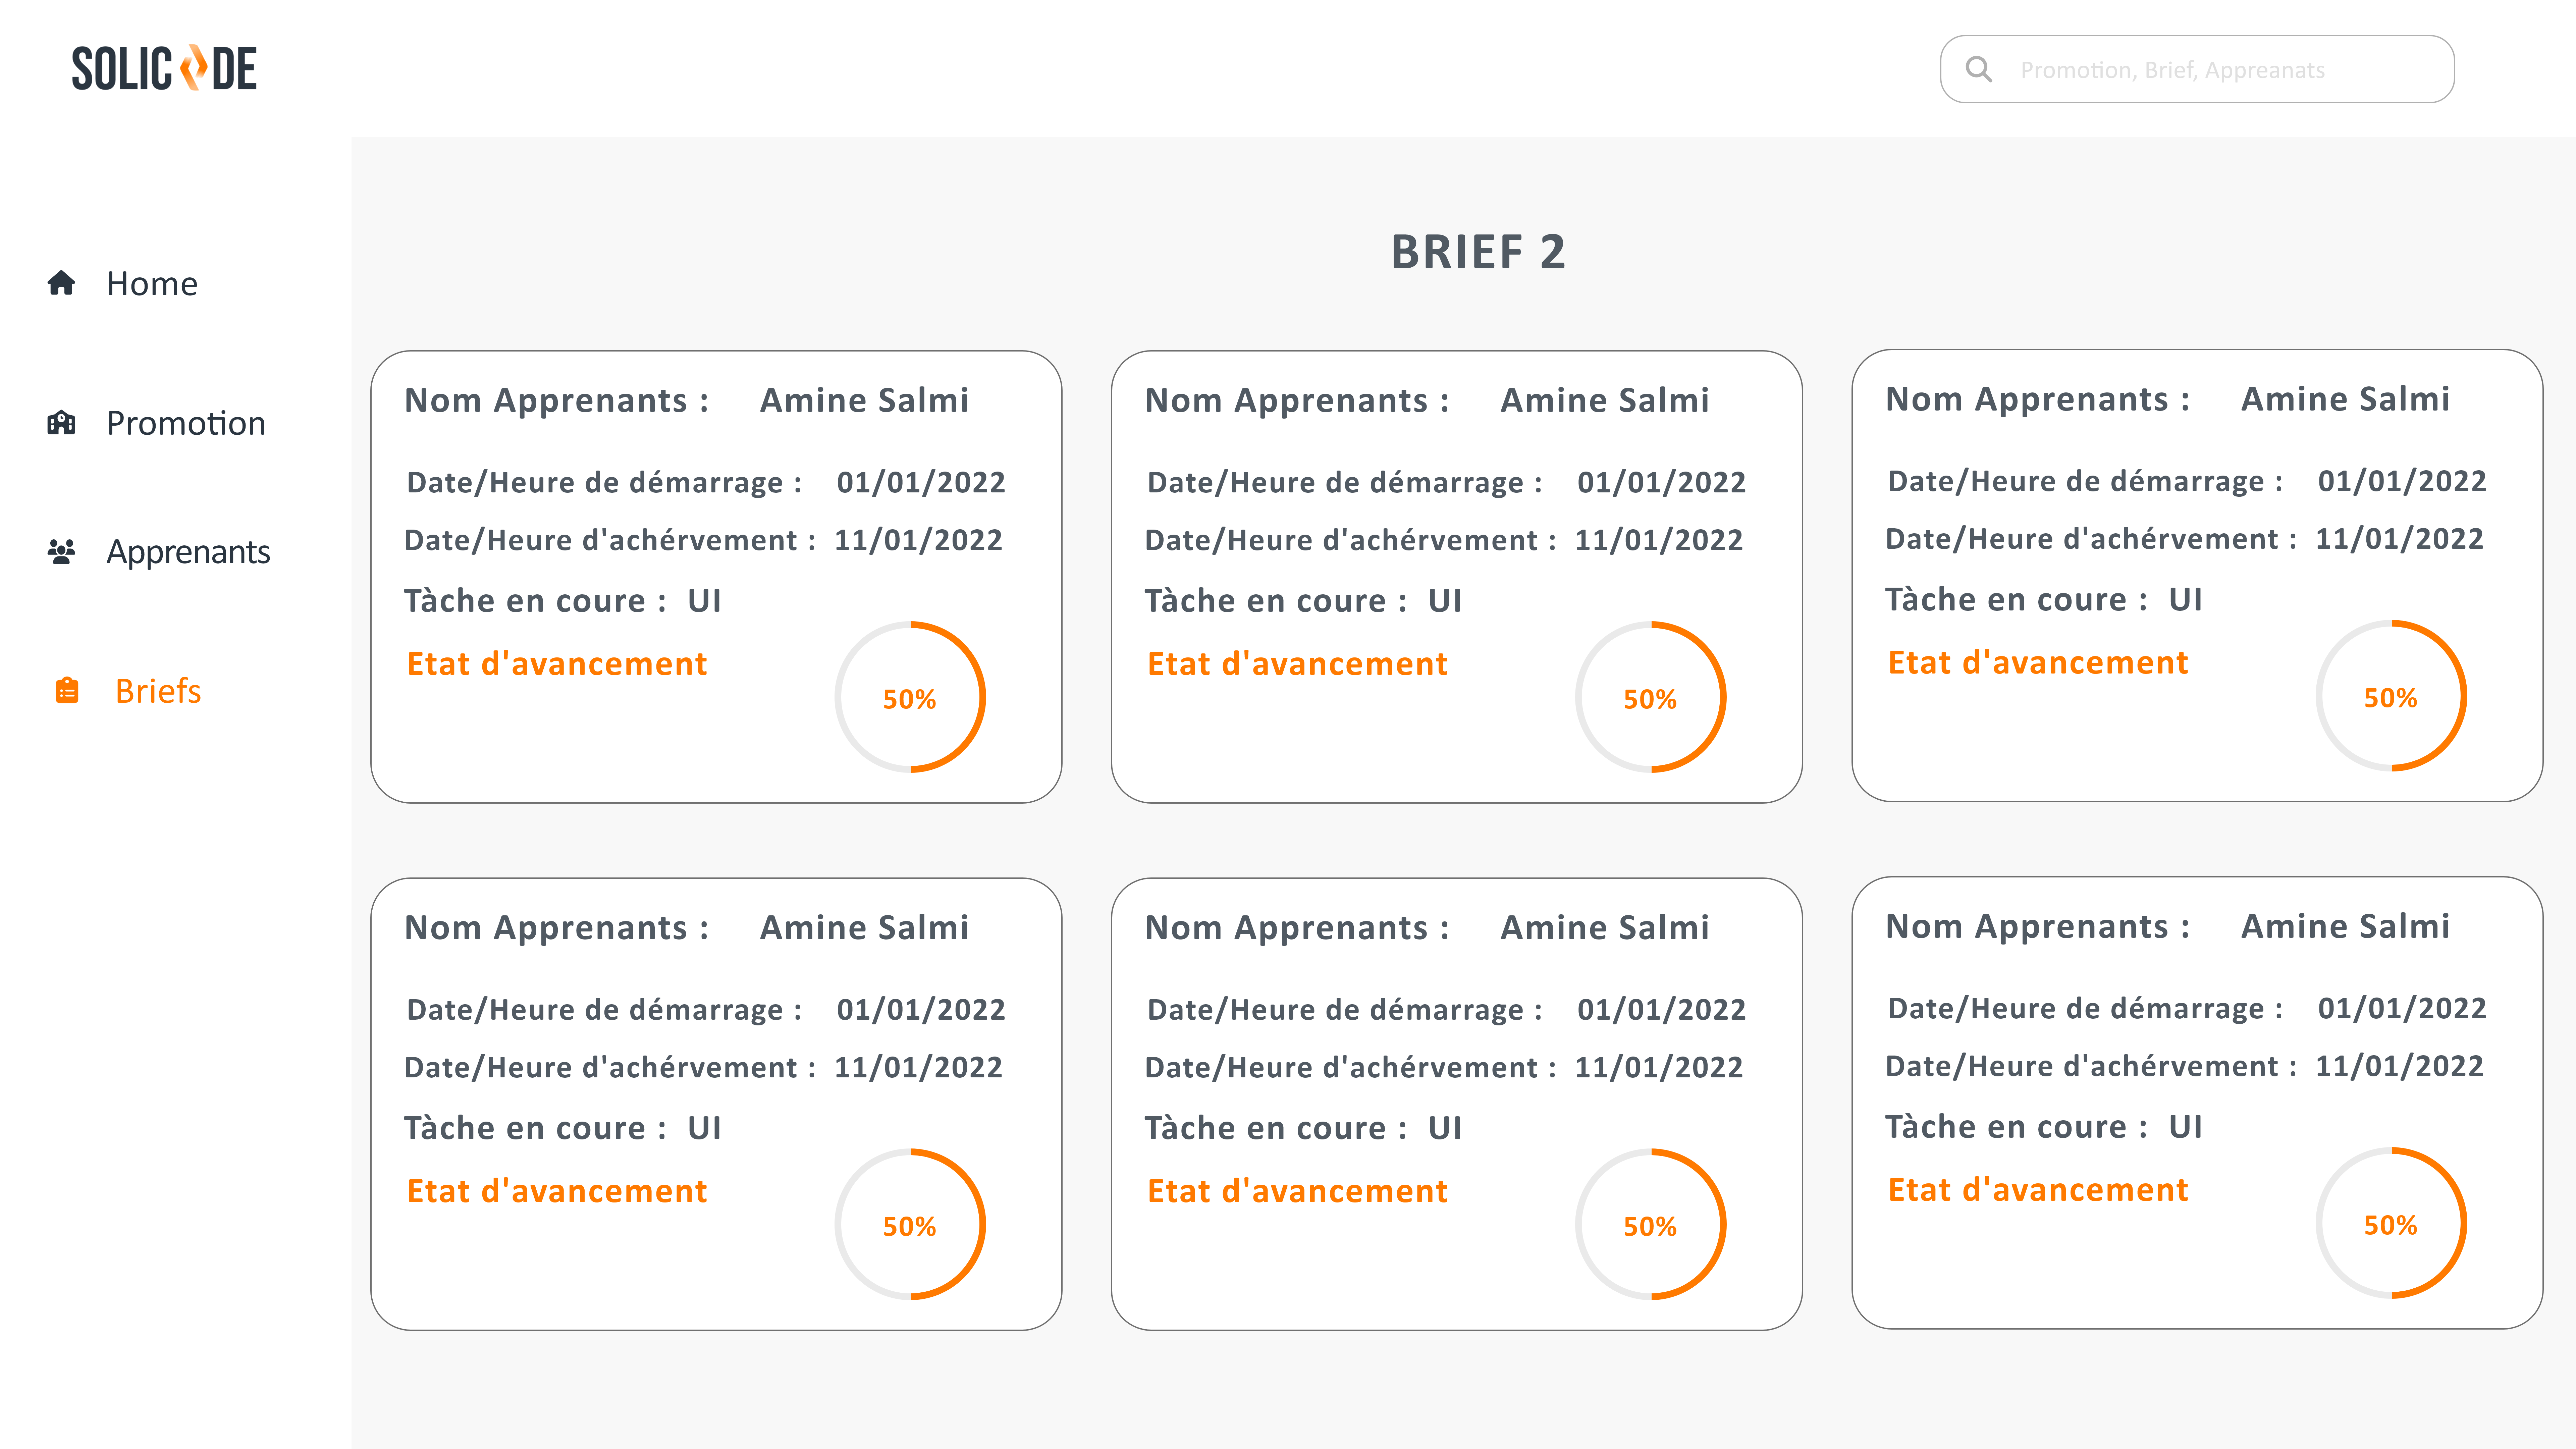 SOLICODE
Promotion, Brief, Appreanats
Home
Promotion
Apprenants
Briefs
BRIEF 2
Nom Apprenants : Amine Salmi
Date/Heure de démarrage : 01/01/2022
Date/Heure d'achérvement : 11/01/2022
Tàche en coure : UI
Etat d'avancement
50%
Nom Apprenants : Amine Salmi
Date/Heure de démarrage : 01/01/2022
Date/Heure d'achérvement : 11/01/2022
Tàche en coure : UI
Etat d'avancement
50%
Nom Apprenants : Amine Salmi
Date/Heure de démarrage : 01/01/2022
Date/Heure d'achérvement : 11/01/2022
Tàche en coure : UI
Etat d'avancement
50%
Nom Apprenants : Amine Salmi
Date/Heure de démarrage : 01/01/2022
Date/Heure d'achérvement : 11/01/2022
Tàche en coure : UI
Etat d'avancement
50%
Nom Apprenants : Amine Salmi
Date/Heure de démarrage : 01/01/2022
Date/Heure d'achérvement : 11/01/2022
Tàche en coure : UI
Etat d'avancement
50%
Nom Apprenants : Amine Salmi
Date/Heure de démarrage : 01/01/2022
Date/Heure d'achérvement : 11/01/2022
Tàche en coure : UI
Etat d'avancement
50%